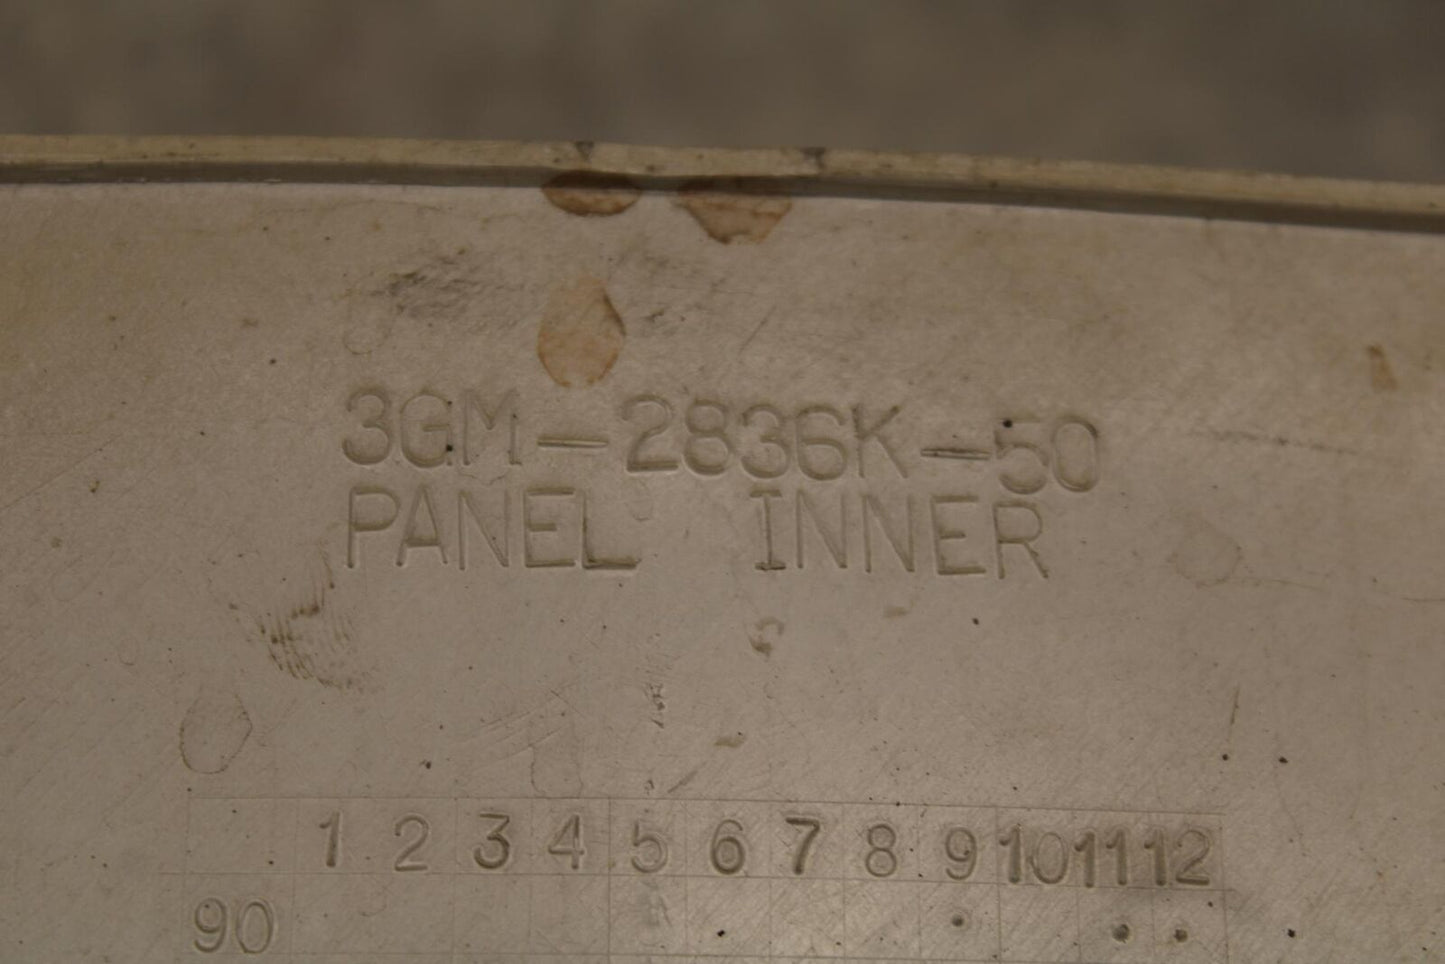 3GM-2836K-50
PANEL INNER
1 2 3 4 5 6 7 8 9 10 11 12
90